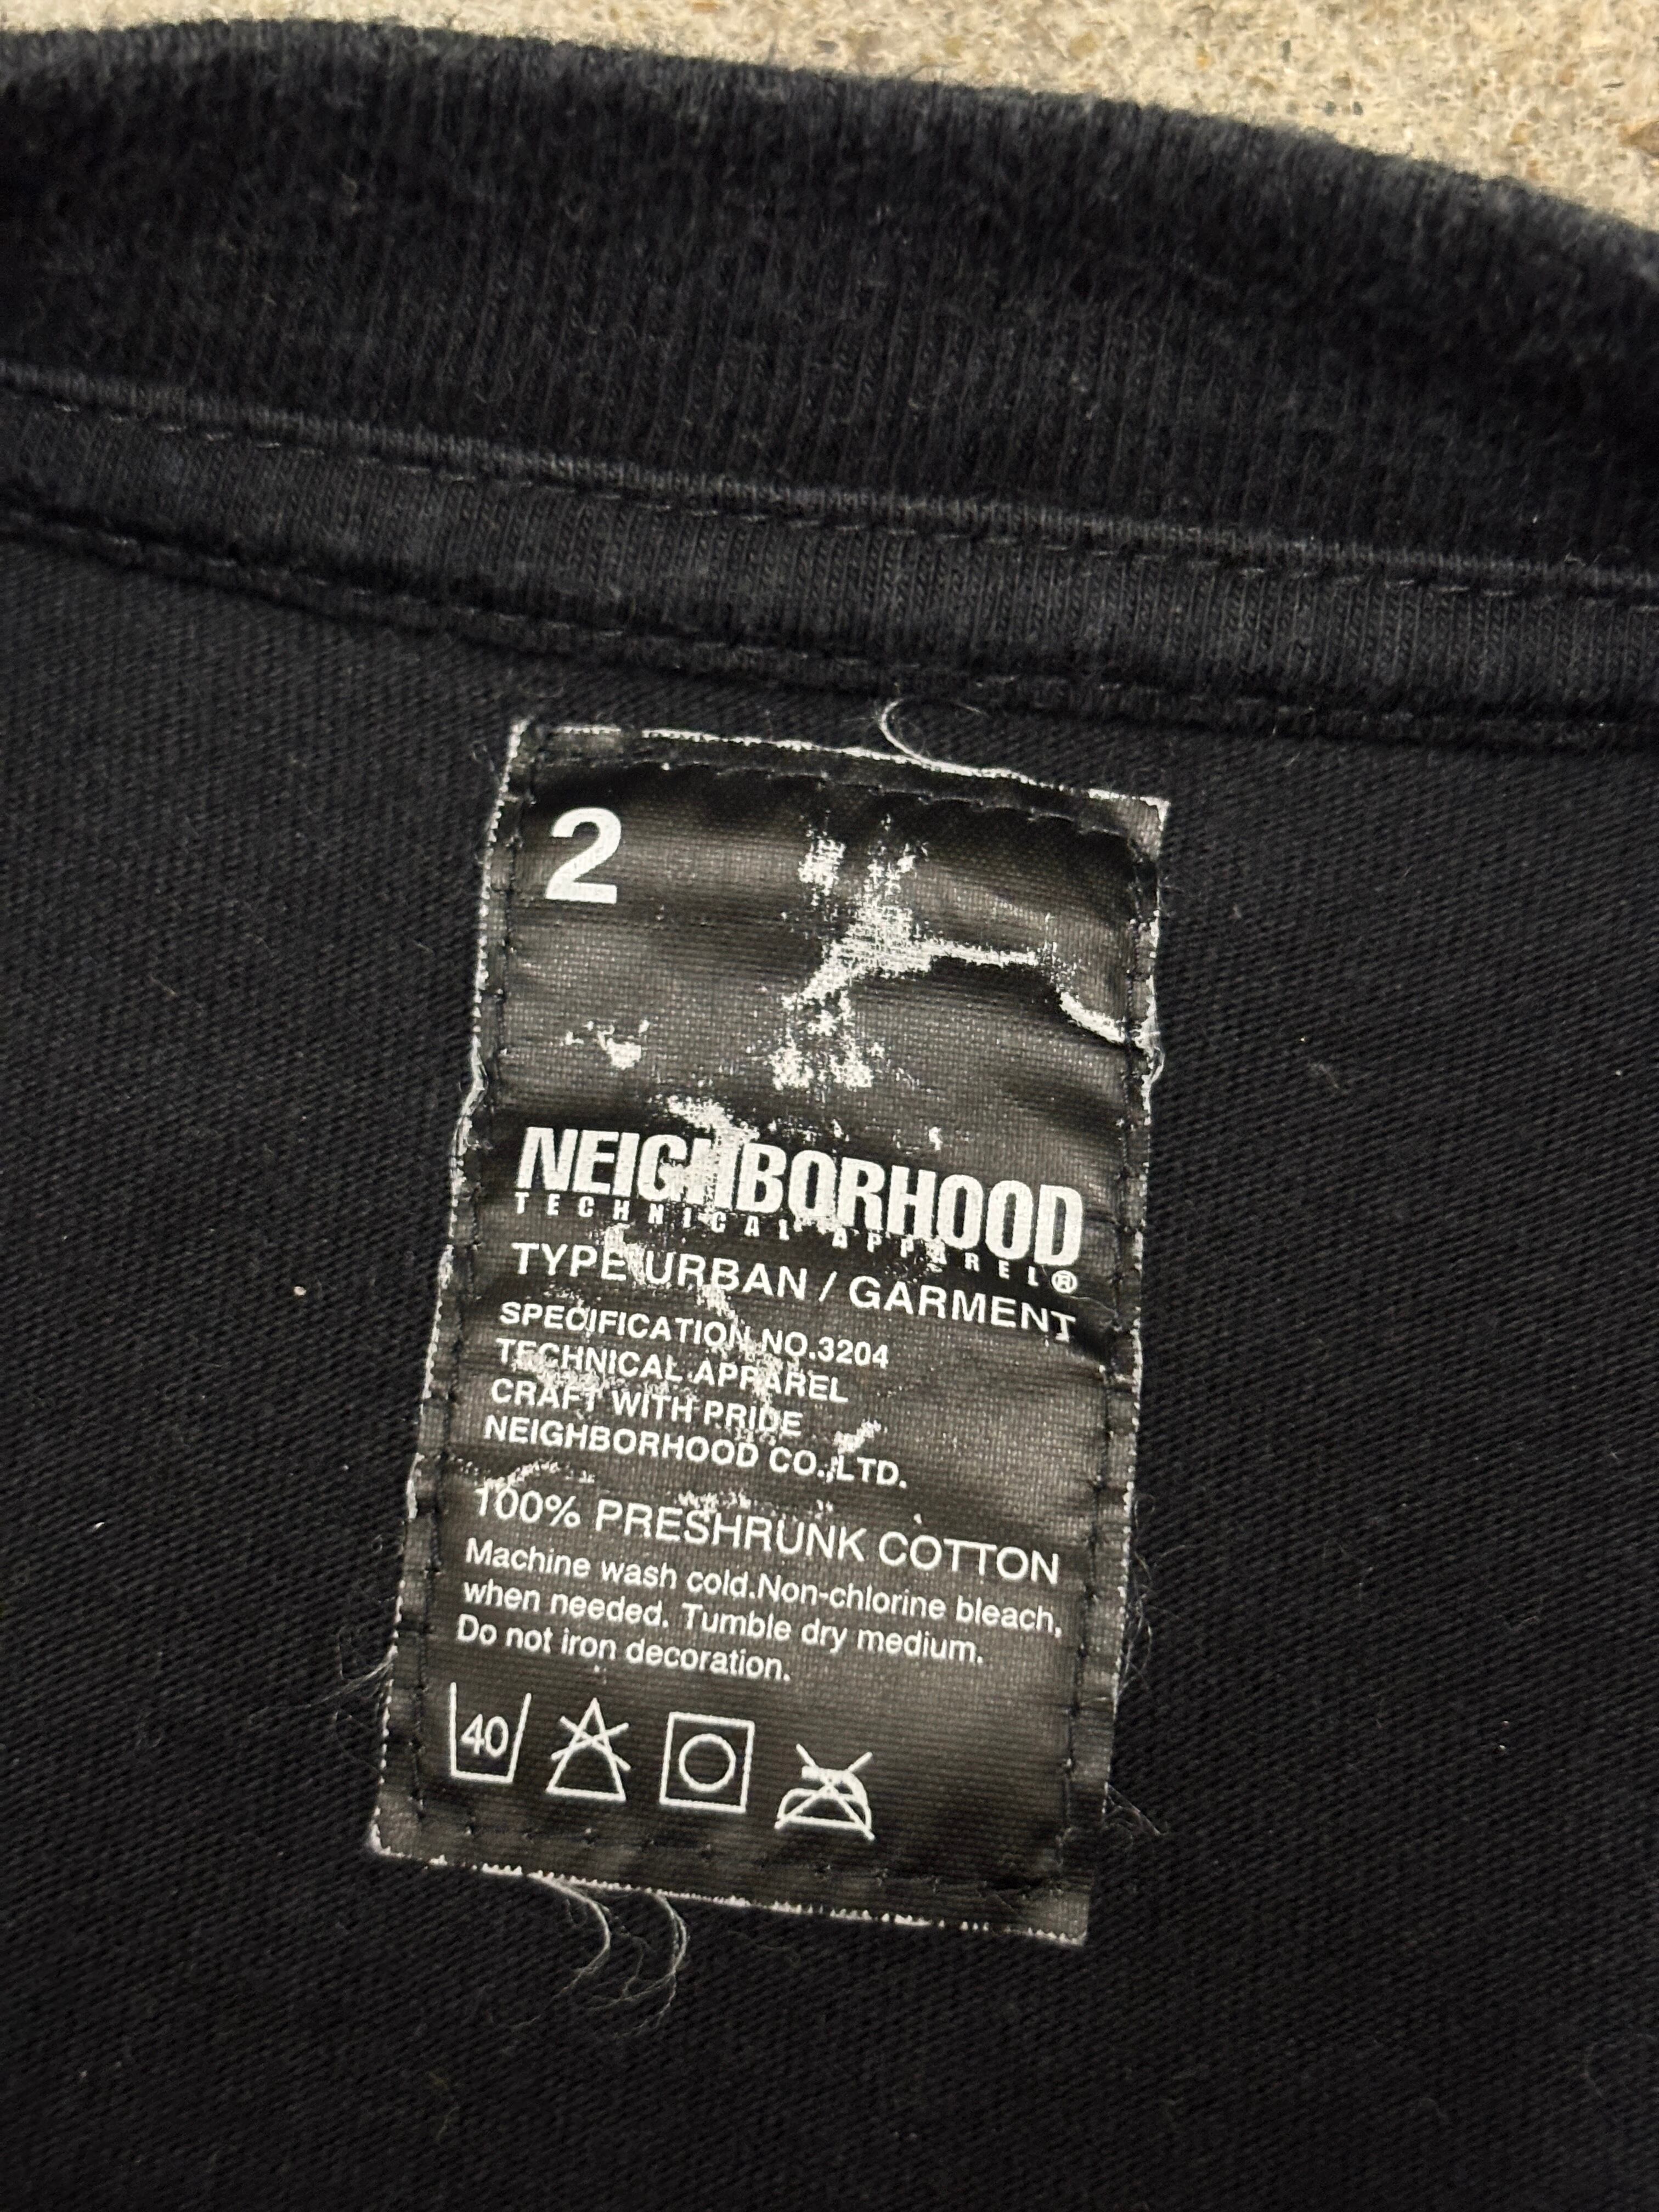 2
NEIGHBORHOOD
TECHNICAL APPAREL®
TYPE URBAN / GARMENT
SPECIFICATION NO.3204
TECHNICAL APPAREL
CRAFT WITH PRIDE
NEIGHBORHOOD CO.,LTD.
100% PRESHRUNK COTTON
Machine wash cold.Non-chlorine bleach,
when needed. Tumble dry medium.
Do not iron decoration.
40